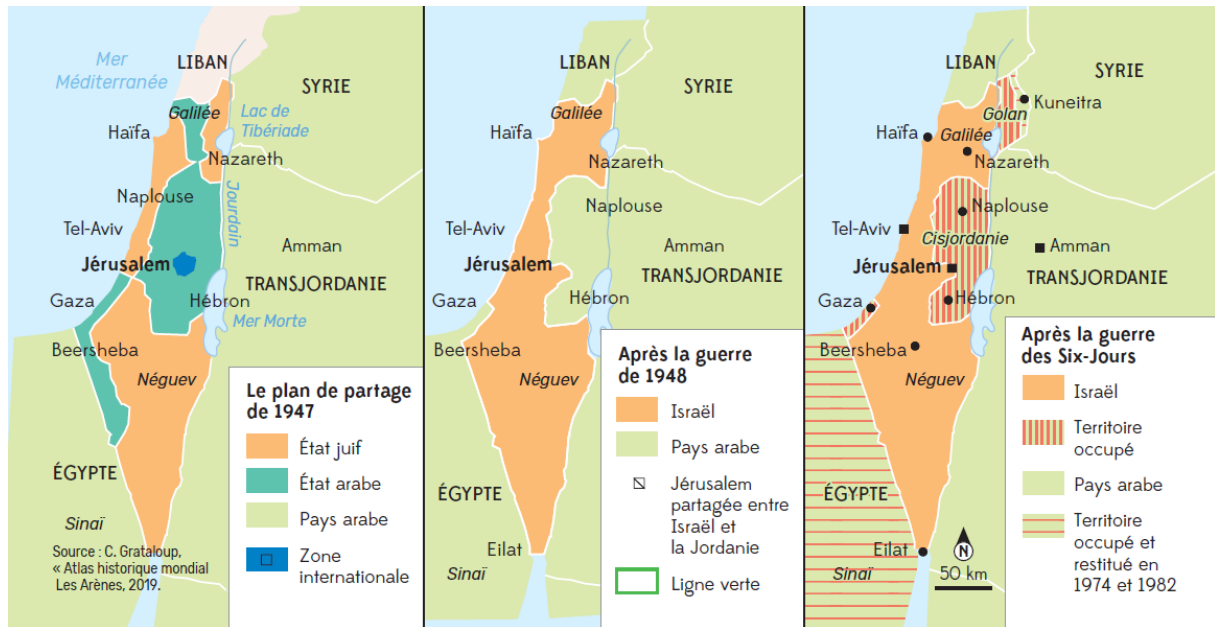 Mer
Méditerranée
LIBAN
SYRIE
Galilée
Lac de
Tibériade
Haïfa
Nazareth
Jourdain
Naplouse
Tel-Aviv
Amman
Jérusalem
TRANSJORDANIE
Gaza
Hébron
Mer Morte
Beersheba
Néguev
ÉGYPTE
Sinaï
Source : C. Grataloup,
« Atlas historique mondial
Les Arènes, 2019.
Le plan de partage
de 1947
État juif
État arabe
Pays arabe
Zone
internationale
LIBAN
SYRIE
Galilée
Haïfa
Nazareth
Naplouse
Tel-Aviv
Amman
Jérusalem
TRANSJORDANIE
Gaza
Hébron
Beersheba
Néguev
ÉGYPTE
Eilat
Sinaï
Après la guerre
de 1948
Israël
Pays arabe
Jérusalem
partagée entre
Israël et
la Jordanie
Ligne verte
LIBAN
SYRIE
Kuneitra
Golan
Haïfa
Galilée
Nazareth
Naplouse
Tel-Aviv
Cisjordanie
Amman
Jérusalem
TRANSJORDANIE
Gaza
Hébron
Beersheba
Néguev
ÉGYPTE
Eilat
Sinaï
N
50 km
Après la guerre
des Six-Jours
Israël
Territoire
occupé
Pays arabe
Territoire
occupé et
restitué en
1974 et 1982